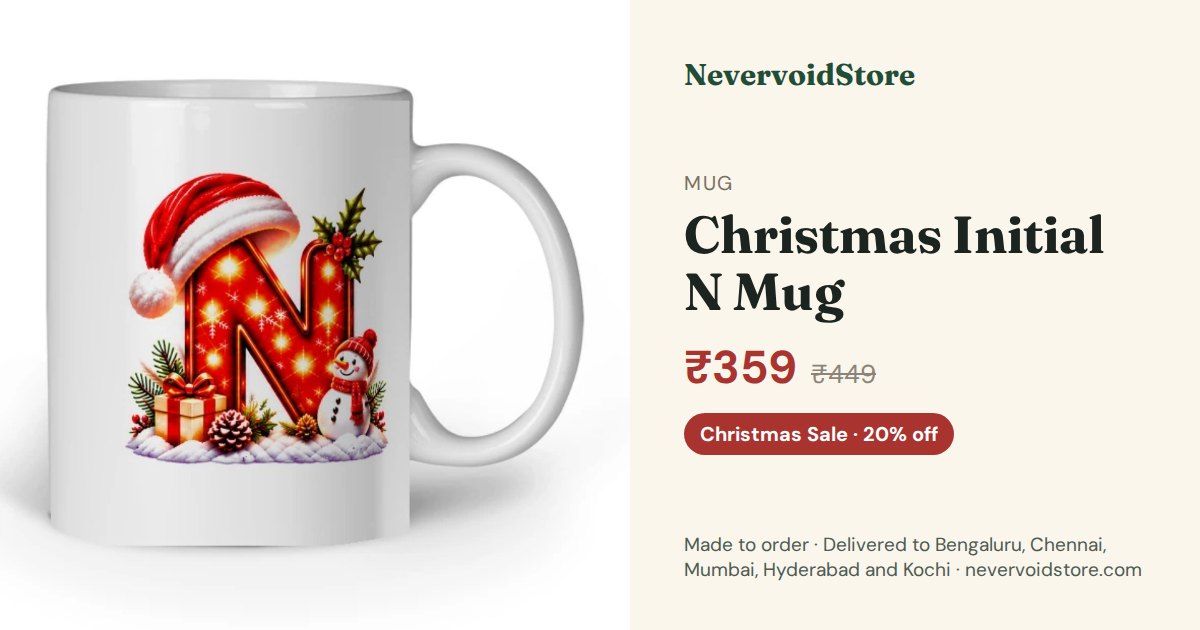 N
NevervoidStore
MUG
Christmas Initial
N Mug
₹359 ₹449
Christmas Sale · 20% off
Made to order · Delivered to Bengaluru, Chennai,
Mumbai, Hyderabad and Kochi · nevervoidstore.com